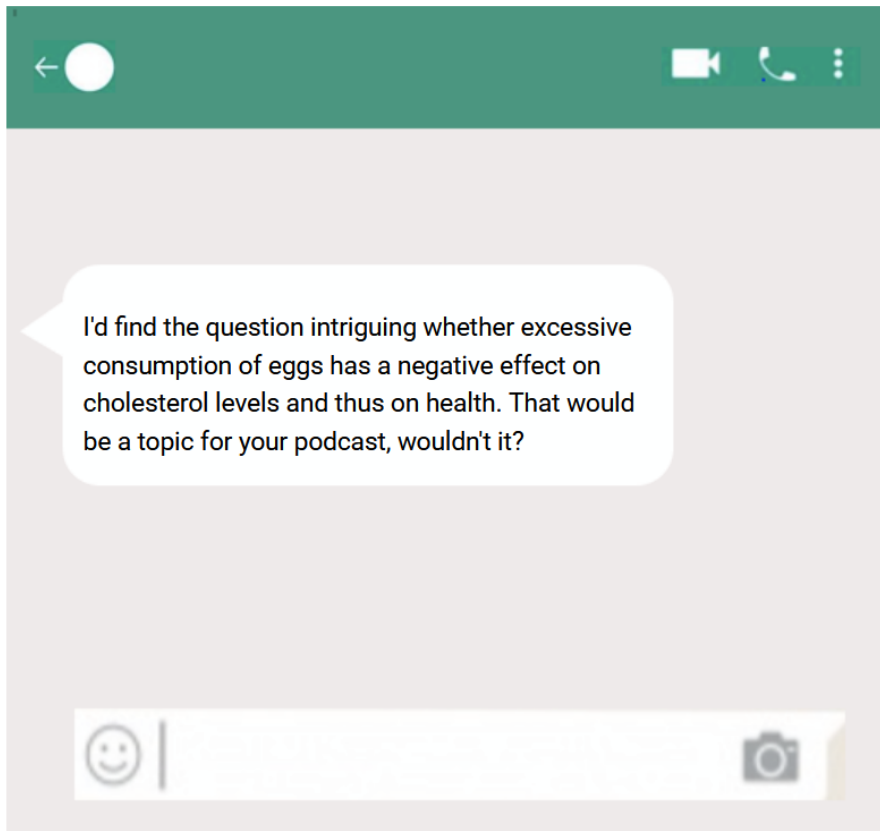 I'd find the question intriguing whether excessive
consumption of eggs has a negative effect on
cholesterol levels and thus on health. That would
be a topic for your podcast, wouldn't it?